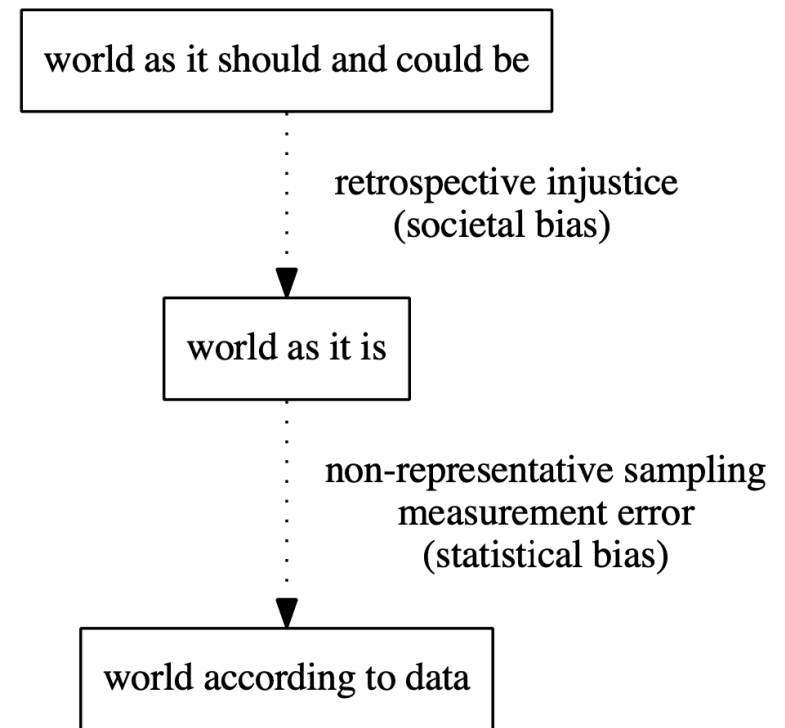 world as it should and could be
retrospective injustice
(societal bias)
world as it is
non-representative sampling
measurement error
(statistical bias)
world according to data